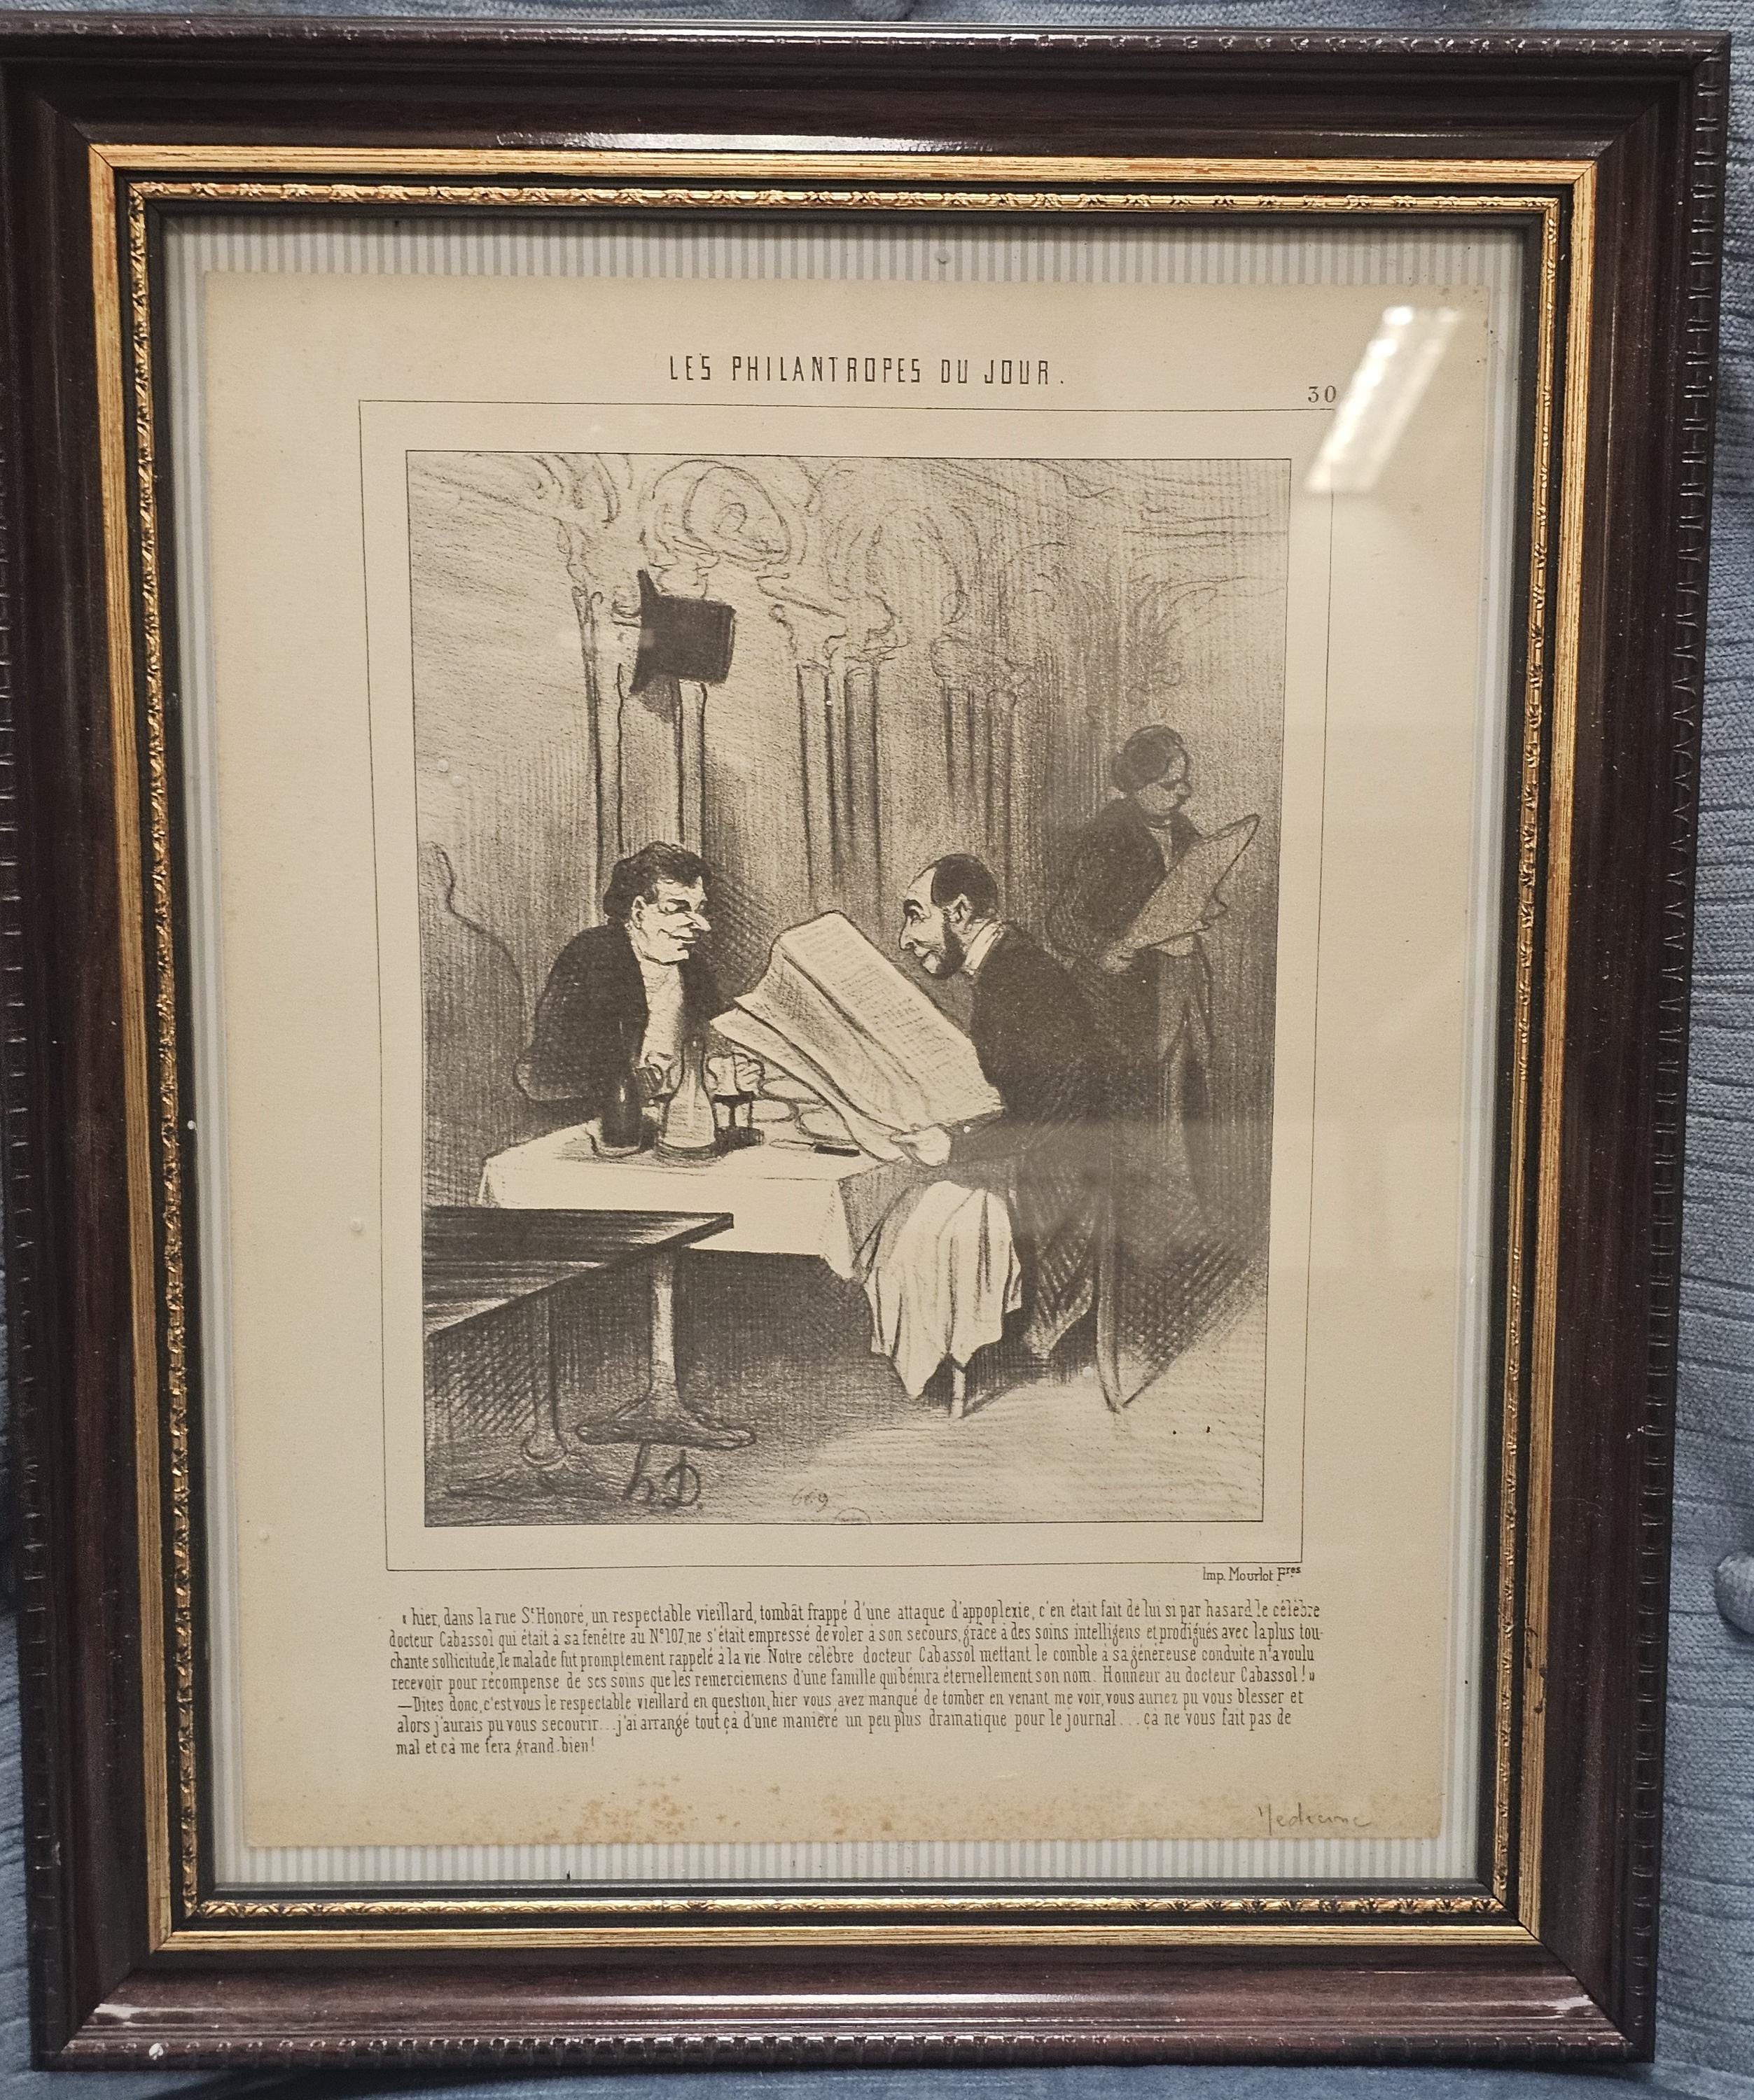 LES PHILANTROPES DU JOUR.
30
h.D.
669
Imp. Mourlot Fres
« hier, dans la rue St Honoré, un respectable vieillard, tombât frappé d'une attaque d'appoplexie, c'en était fait de lui si par hasard le célèbre
docteur Cabassol qui était à sa fenêtre au N° 107, ne s'était empressé de voler à son secours, grâce à des soins intelligens et prodigués avec la plus tou-
chante sollicitude, le malade fut promptement rappelé à la vie. Notre célèbre docteur Cabassol mettant le comble à sa généreuse conduite n'a voulu
recevoir pour récompense de ses soins que les remerciemens d'une famille qui bénira éternellement son nom. Honneur au docteur Cabassol ! »
— Dites donc, c'est vous le respectable vieillard en question, hier vous avez manqué de tomber en venant me voir, vous auriez pu vous blesser et
alors j'aurais pu vous secourir... j'ai arrangé tout çà d'une manière un peu plus dramatique pour le journal.... çà ne vous fait pas de
mal et çà me fera grand-bien !